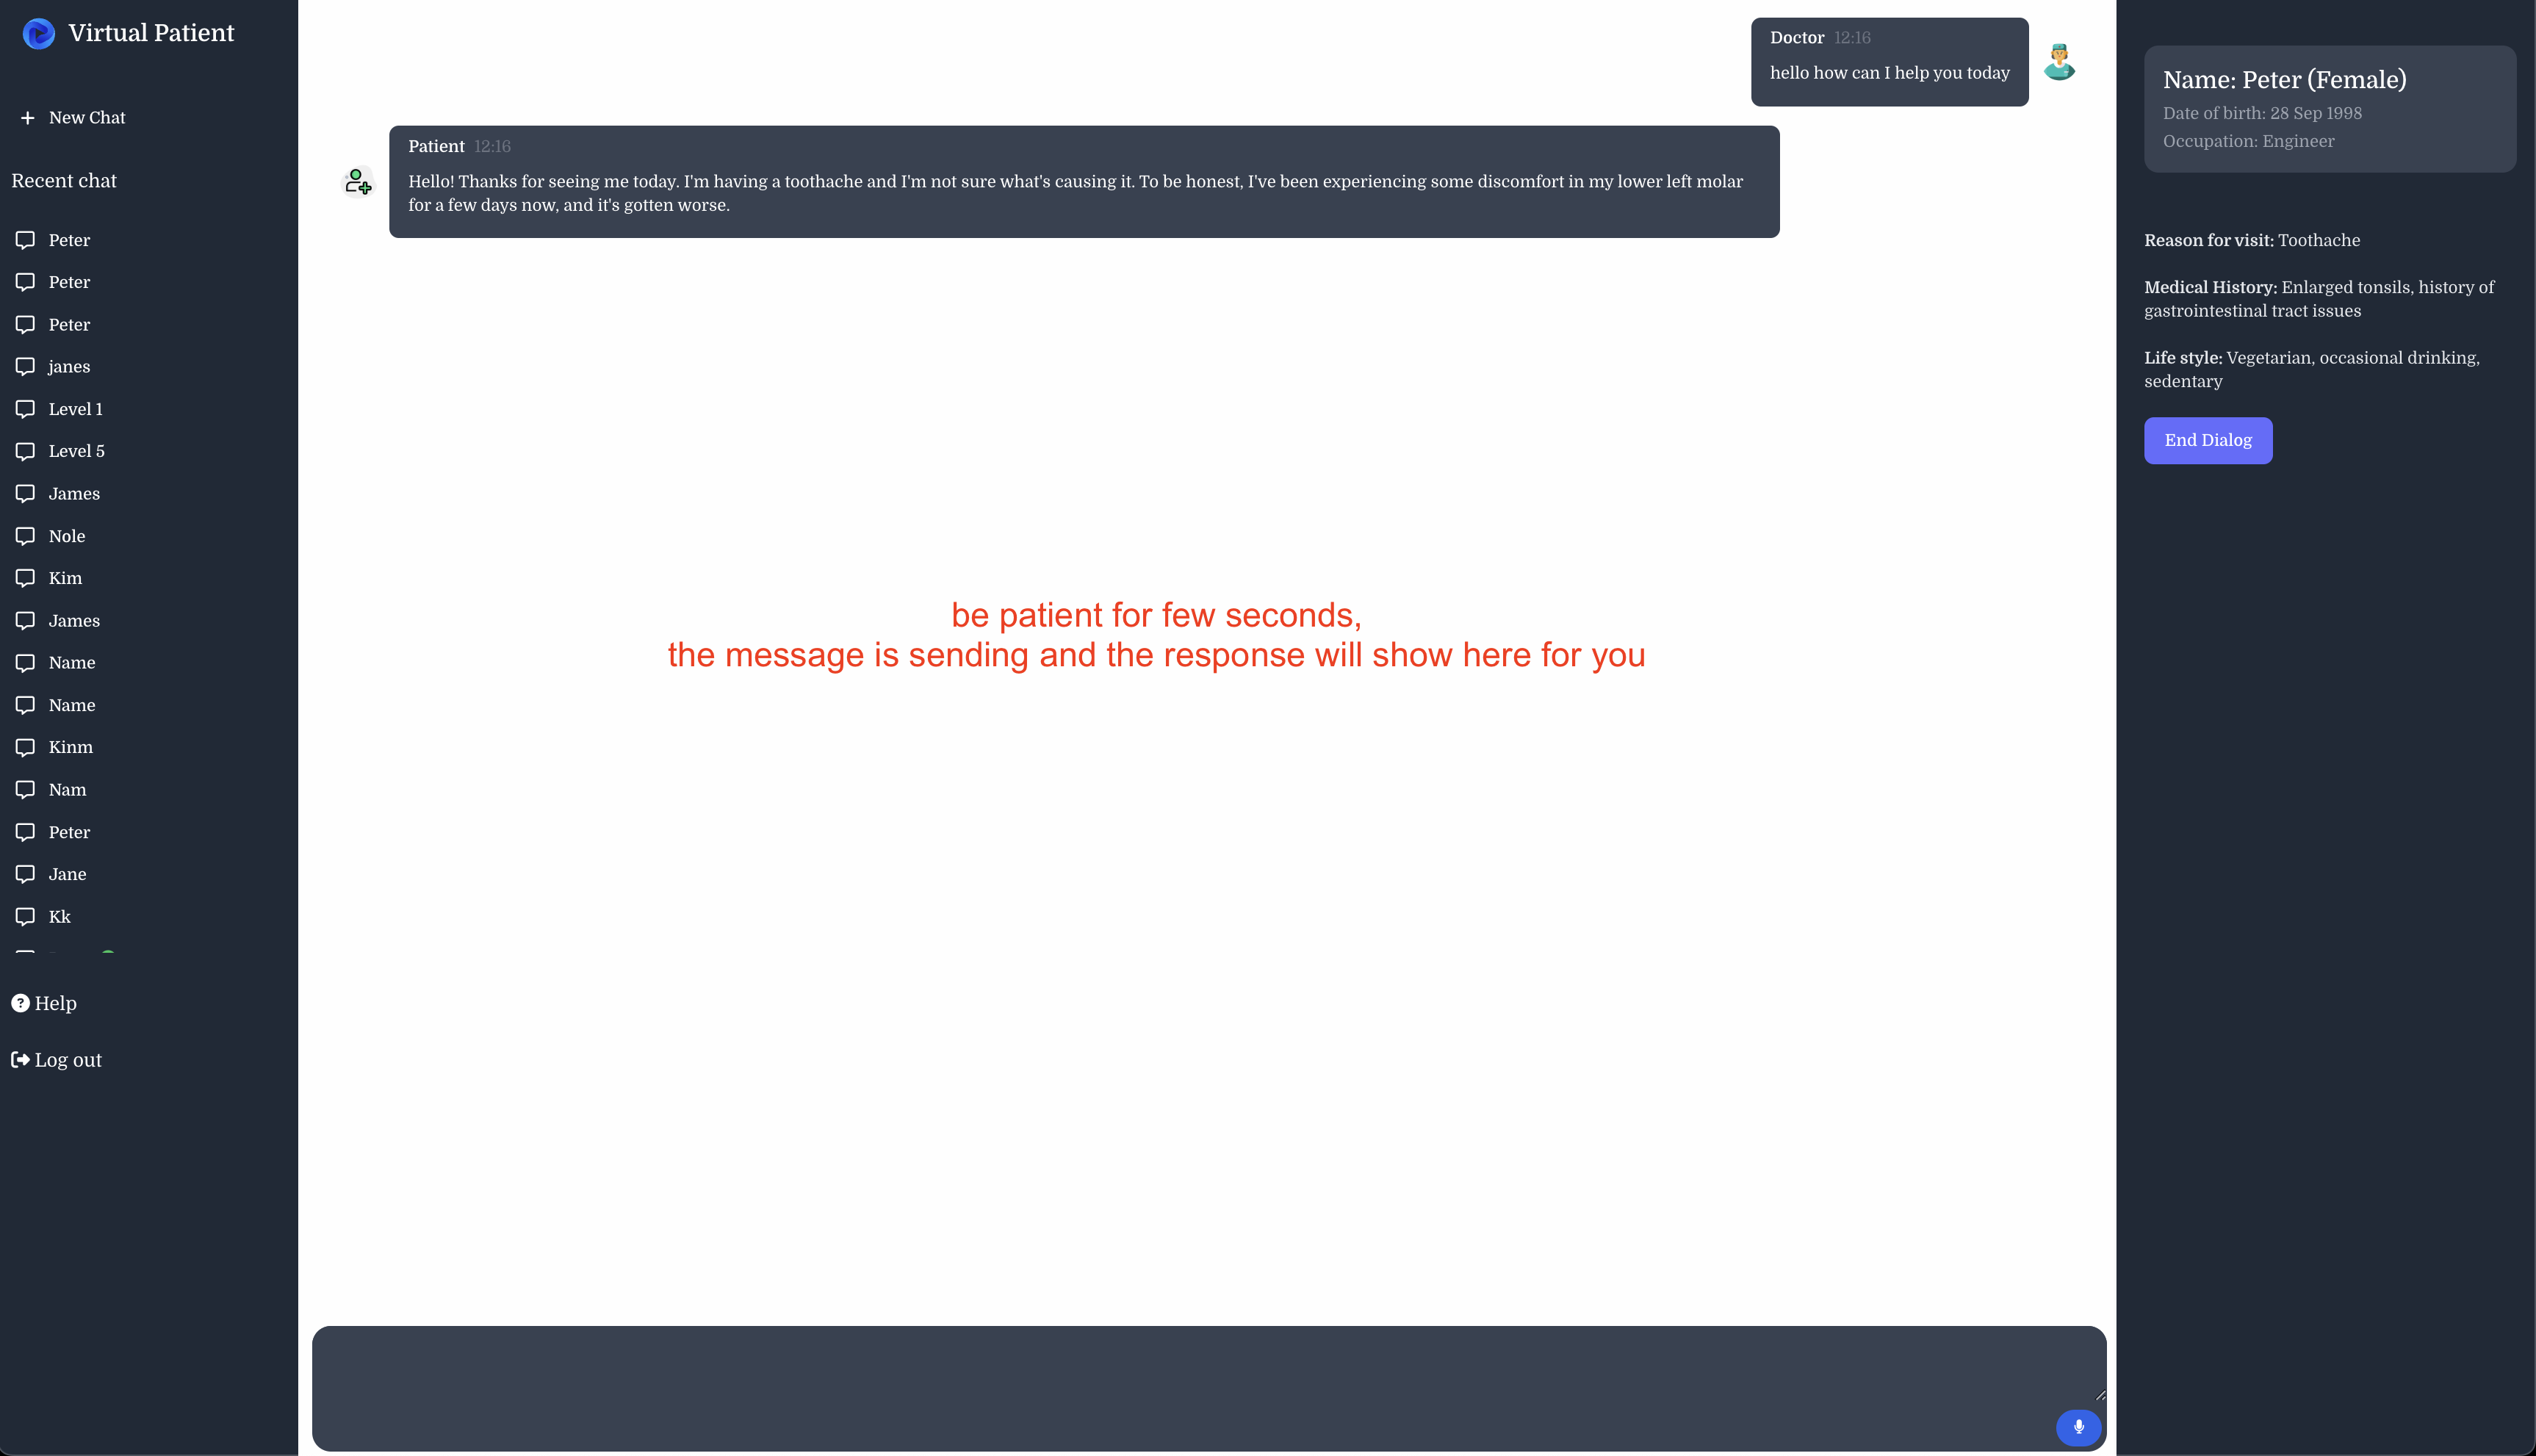 Virtual Patient
New Chat
Recent chat
Peter
Peter
Peter
janes
Level 1
Level 5
James
Nole
Kim
James
Name
Name
Kinm
Nam
Peter
Jane
Kk
Help
Log out
Doctor 12:16
hello how can I help you today
Patient 12:16
Hello! Thanks for seeing me today. I'm having a toothache and I'm not sure what's causing it. To be honest, I've been experiencing some discomfort in my lower left molar
for a few days now, and it's gotten worse.
be patient for few seconds,
the message is sending and the response will show here for you
Name: Peter (Female)
Date of birth: 28 Sep 1998
Occupation: Engineer
Reason for visit: Toothache
Medical History: Enlarged tonsils, history of
gastrointestinal tract issues
Life style: Vegetarian, occasional drinking,
sedentary
End Dialog